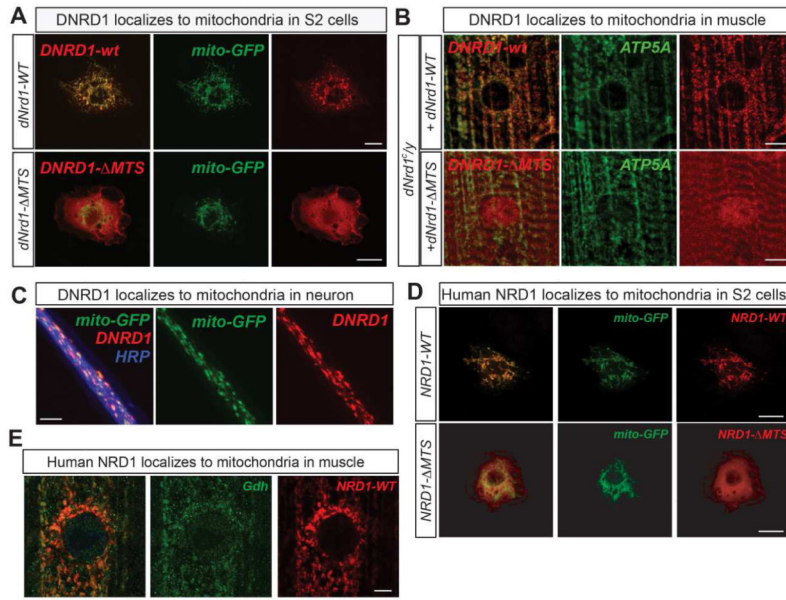 A
DNRD1 localizes to mitochondria in S2 cells
dNrd1-WT
DNRD1-wt
mito-GFP
dNrd1-ΔMTS
DNRD1-ΔMTS
mito-GFP
B
DNRD1 localizes to mitochondria in muscle
dNrd1ᶜ/y
+ dNrd1-WT
DNRD1-wt
ATP5A
+dNrd1-ΔMTS
DNRD1-ΔMTS
ATP5A
C
DNRD1 localizes to mitochondria in neuron
mito-GFP
DNRD1
HRP
mito-GFP
DNRD1
D
Human NRD1 localizes to mitochondria in S2 cells
NRD1-WT
mito-GFP
NRD1-WT
NRD1-ΔMTS
mito-GFP
NRD1-ΔMTS
E
Human NRD1 localizes to mitochondria in muscle
Gdh
NRD1-WT